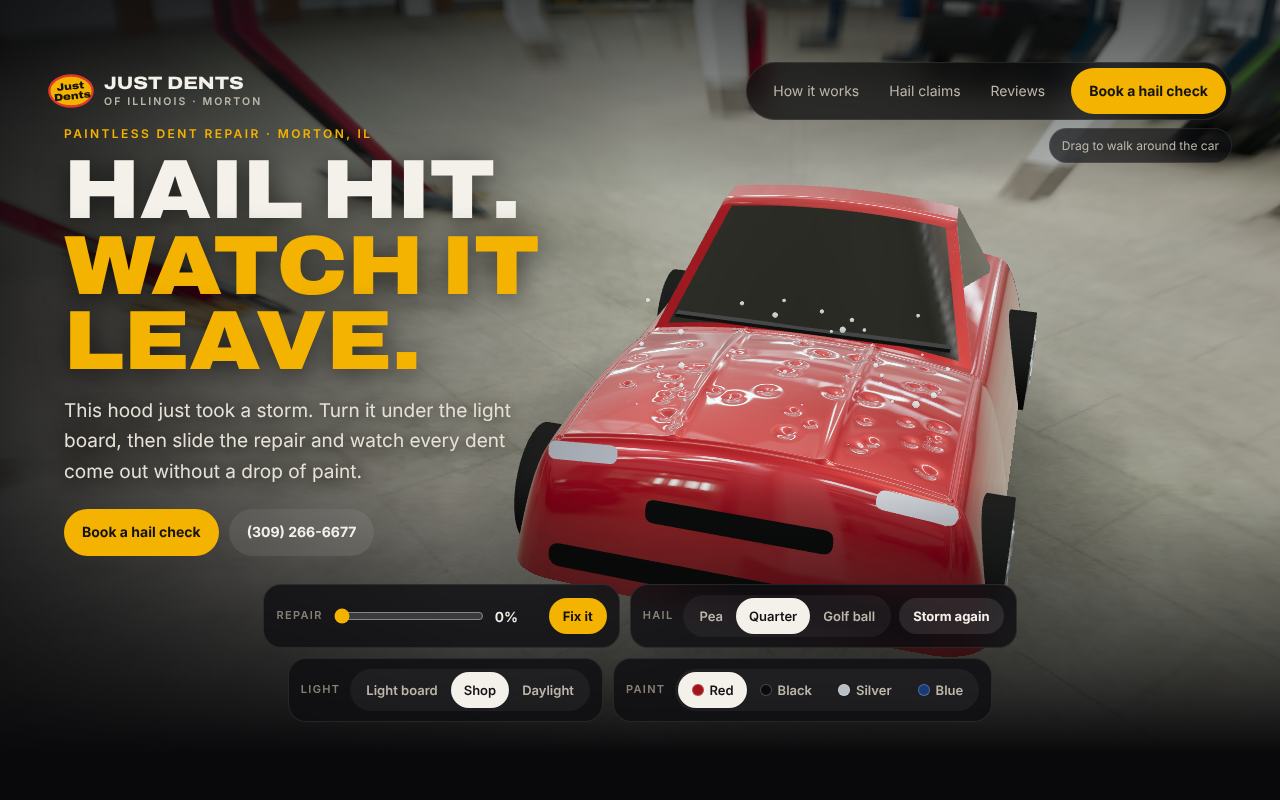 Just
Dents
JUST DENTS
OF ILLINOIS · MORTON
How it works
Hail claims
Reviews
Book a hail check
Drag to walk around the car
PAINTLESS DENT REPAIR · MORTON, IL
HAIL HIT.
WATCH IT
LEAVE.
This hood just took a storm. Turn it under the light
board, then slide the repair and watch every dent
come out without a drop of paint.
Book a hail check
(309) 266-6677
REPAIR
0%
Fix it
HAIL
Pea
Quarter
Golf ball
Storm again
LIGHT
Light board
Shop
Daylight
PAINT
Red
Black
Silver
Blue